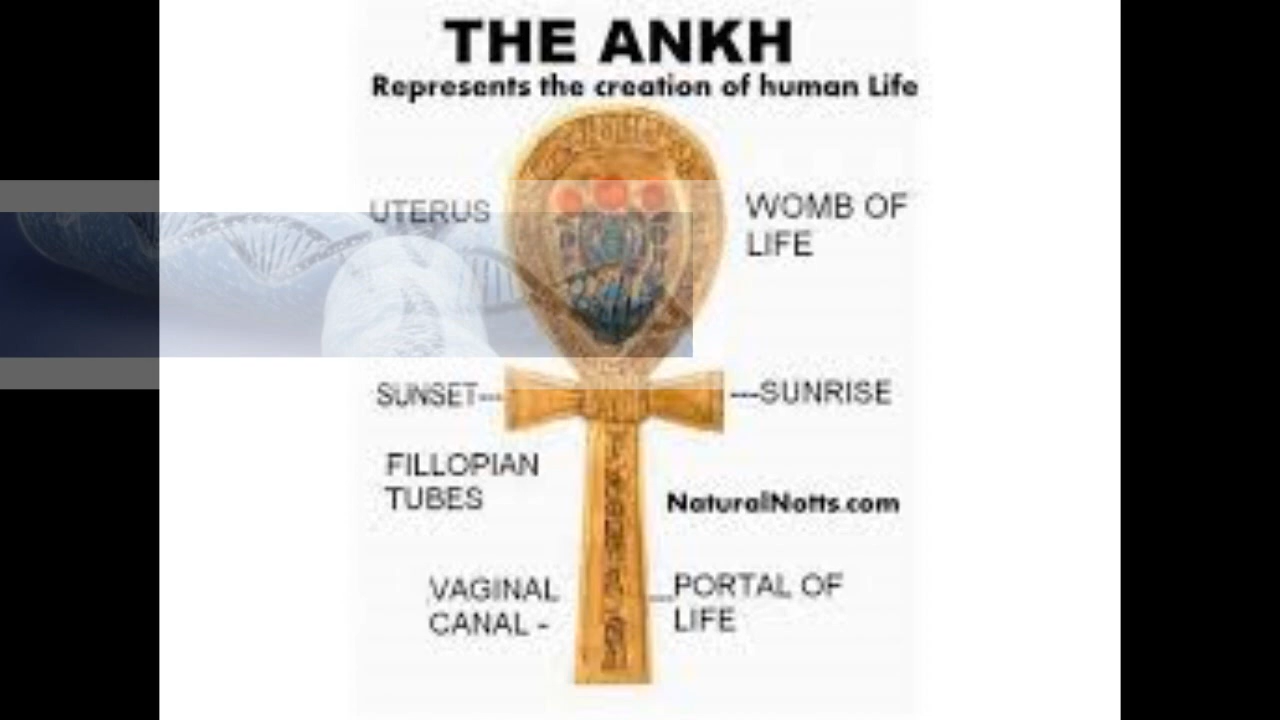 THE ANKH
Represents the creation of human Life
UTERUS
WOMB OF
LIFE
SUNSET---
---SUNRISE
FILLOPIAN
TUBES
NaturalNotts.com
VAGINAL
CANAL -
PORTAL OF
LIFE